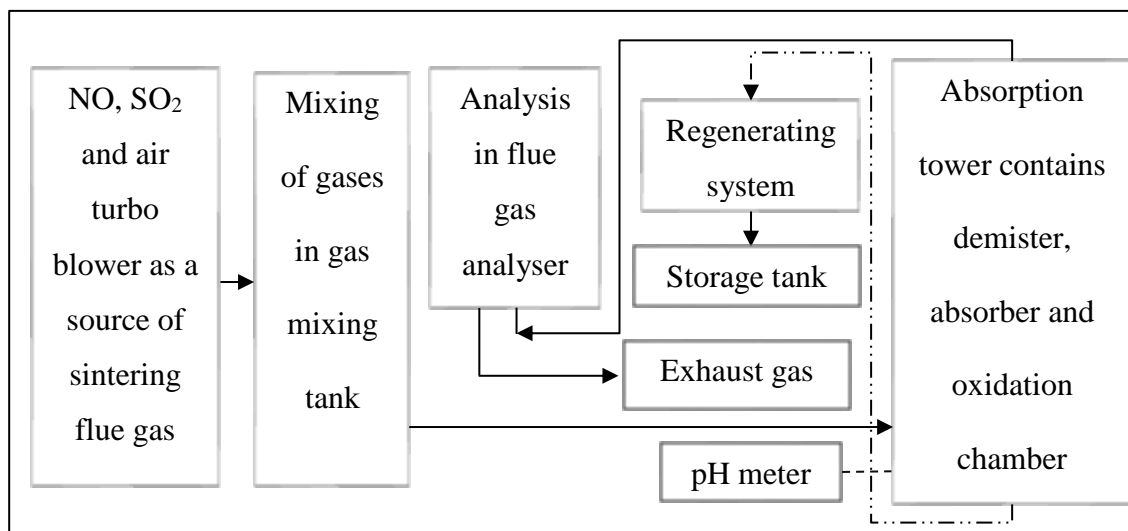 NO, SO₂
and air
turbo
blower as a
source of
sintering
flue gas
Mixing
of gases
in gas
mixing
tank
Analysis
in flue
gas
analyser
Regenerating
system
Storage tank
Exhaust gas
pH meter
Absorption
tower contains
demister,
absorber and
oxidation
chamber